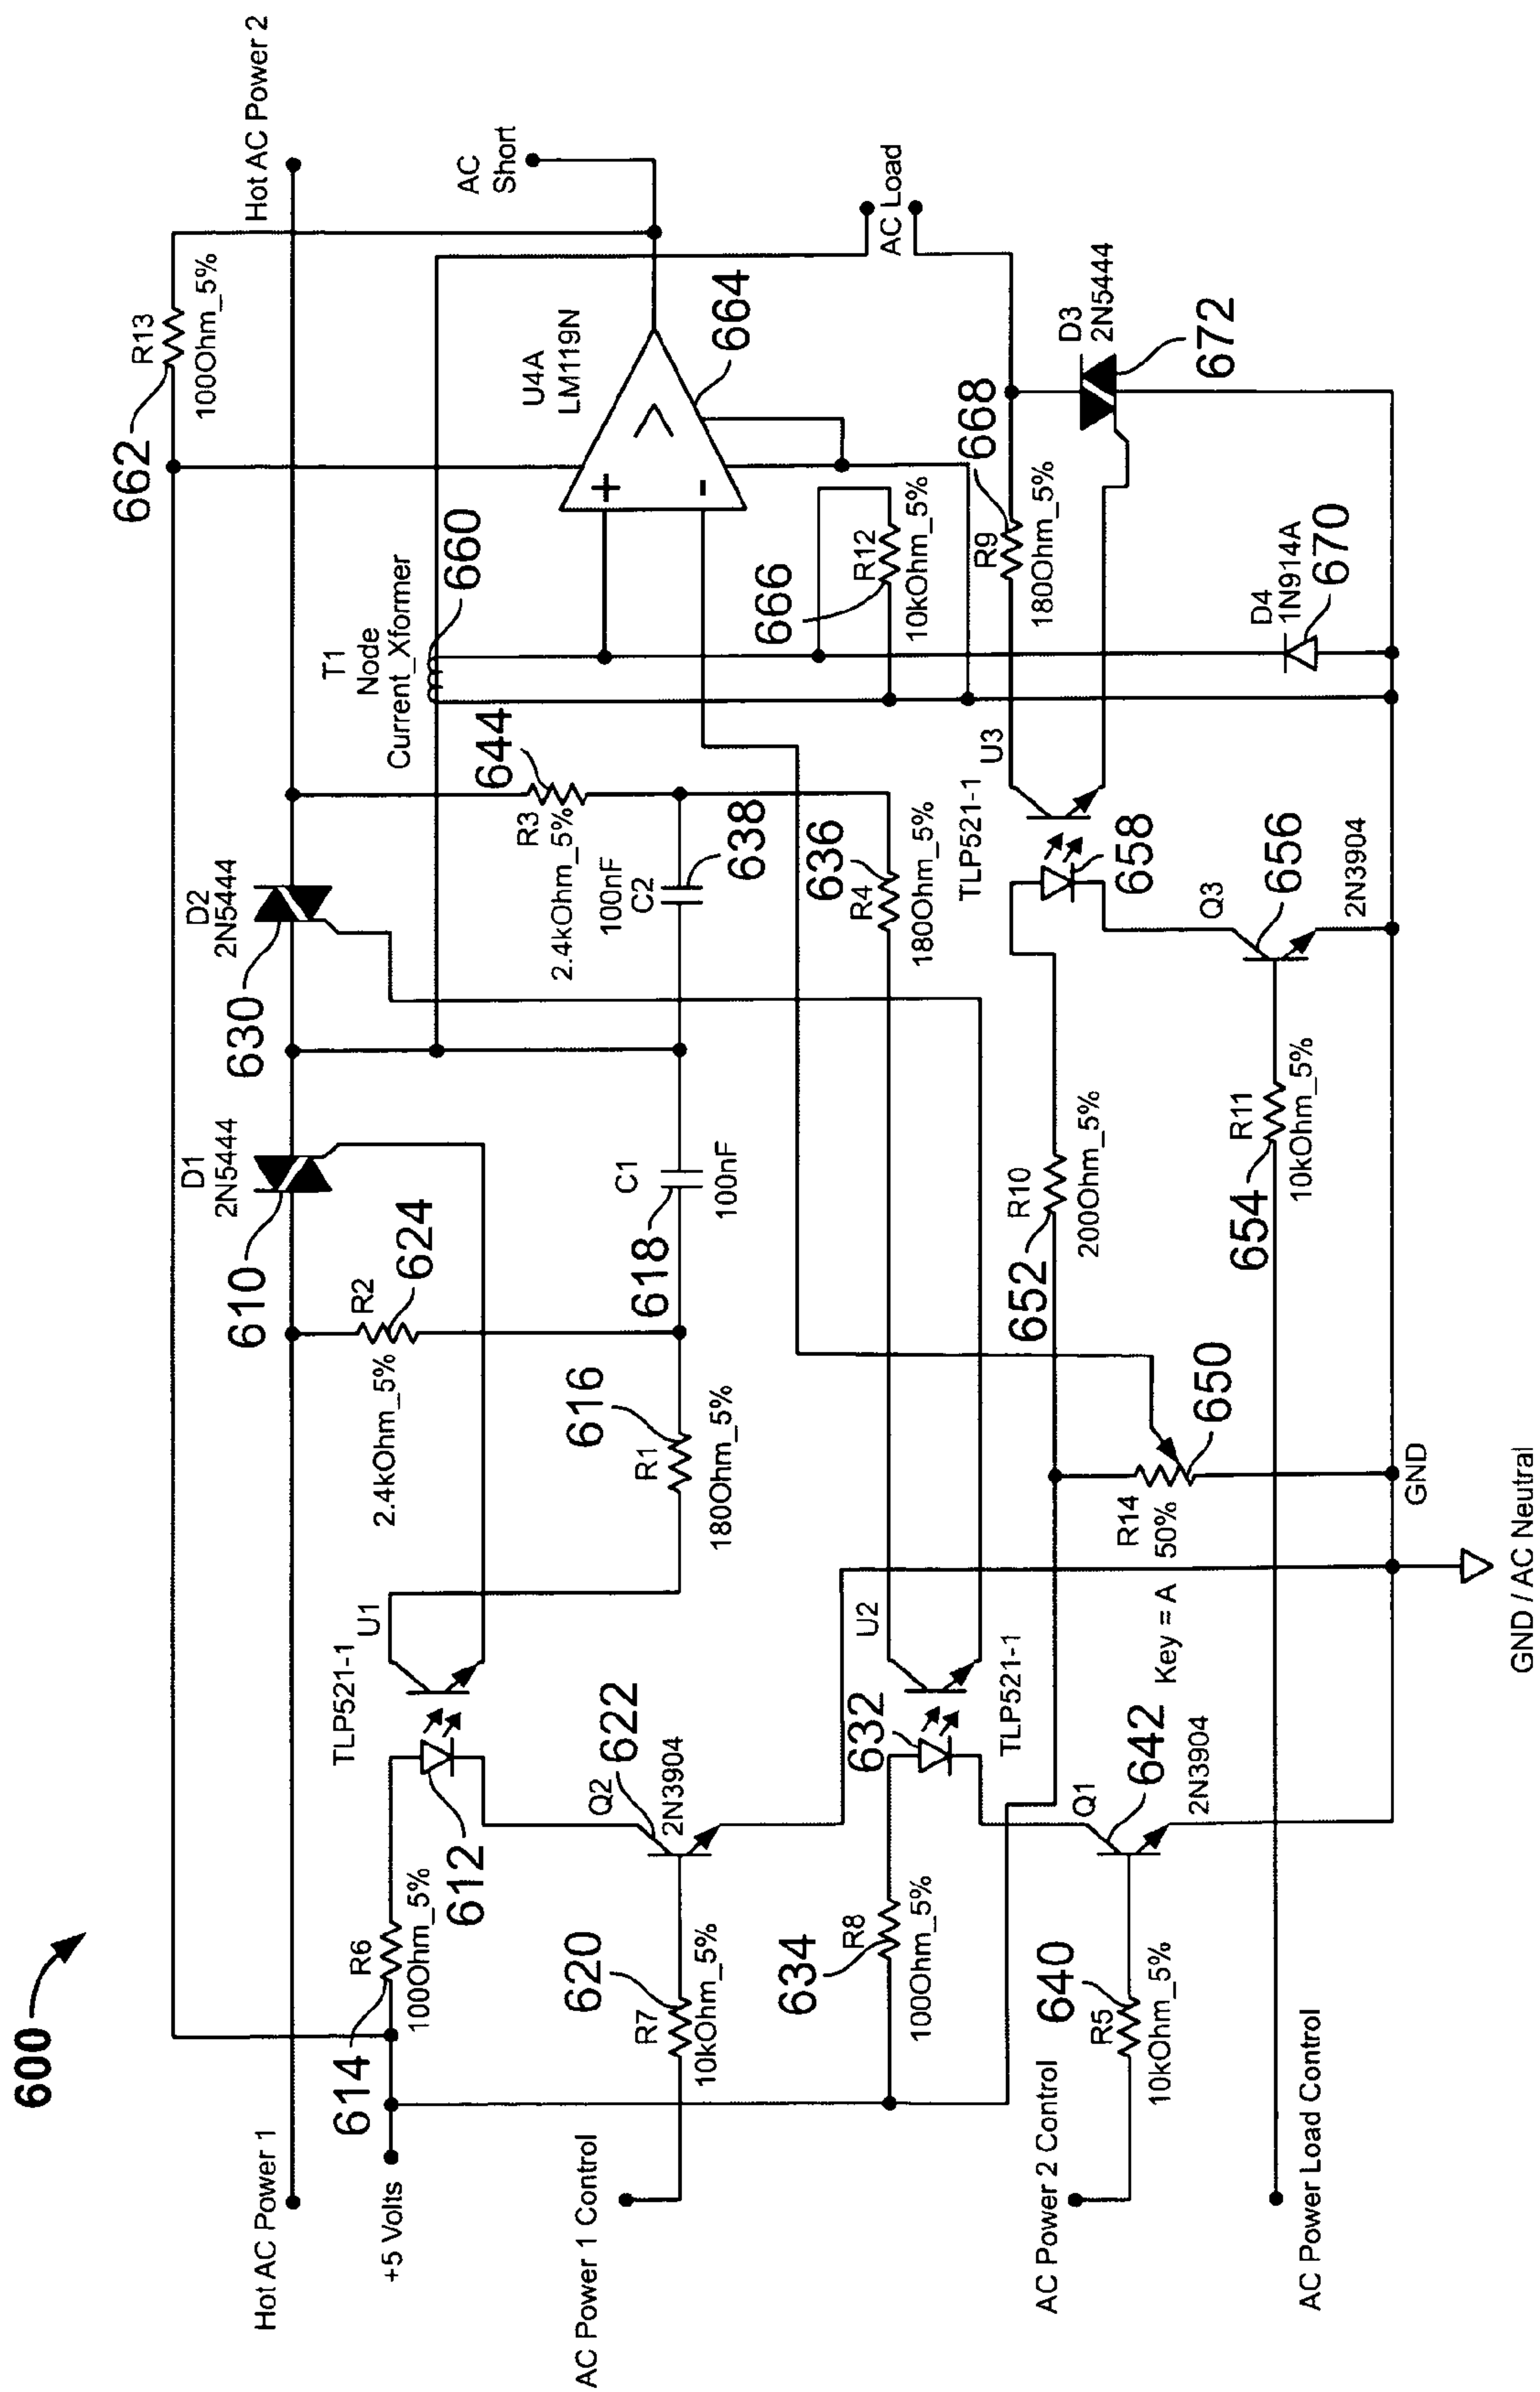 600
Hot AC Power 1
+5 Volts
AC Power 1 Control
AC Power 2 Control
AC Power Load Control
662
R13
100Ohm_5%
Hot AC Power 2
610
D1
2N5444
630
D2
2N5444
614
R6
100Ohm_5%
612
TLP521-1
U1
R2
624
2.4kOhm_5%
T1
Node
Current_Xformer
660
644
R3
2.4kOhm_5%
U4A
LM119N
+
-
664
AC
Short
620
R7
10kOhm_5%
Q2
622
2N3904
616
R1
180Ohm_5%
618
C1
100nF
100nF
C2
638
666
R12
10kOhm_5%
AC Load
634
R8
100Ohm_5%
632
U2
TLP521-1
636
R4
180Ohm_5%
U3
TLP521-1
658
668
R9
180Ohm_5%
D3
2N5444
672
640
R5
10kOhm_5%
Q1
642
2N3904
Key = A
R14
50%
650
652
R10
200Ohm_5%
654
R11
10kOhm_5%
Q3
656
2N3904
D4
1N914A
670
GND
GND / AC Neutral